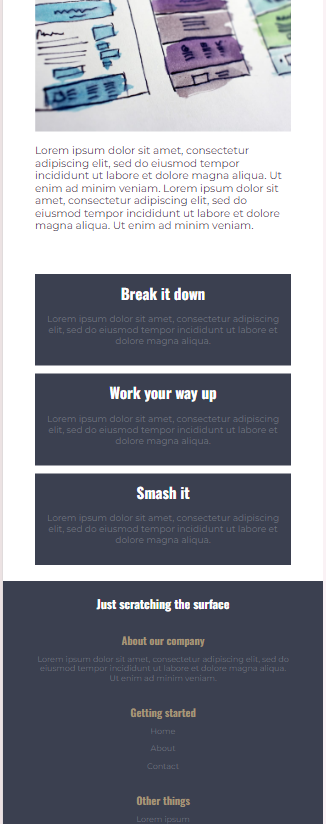 Lorem ipsum dolor sit amet, consectetur
adipiscing elit, sed do eiusmod tempor
incididunt ut labore et dolore magna aliqua. Ut
enim ad minim veniam. Lorem ipsum dolor sit
amet, consectetur adipiscing elit, sed do
eiusmod tempor incididunt ut labore et dolore
magna aliqua. Ut enim ad minim veniam.
Break it down
Lorem ipsum dolor sit amet, consectetur adipiscing
elit, sed do eiusmod tempor incididunt ut labore et
dolore magna aliqua.
Work your way up
Lorem ipsum dolor sit amet, consectetur adipiscing
elit, sed do eiusmod tempor incididunt ut labore et
dolore magna aliqua.
Smash it
Lorem ipsum dolor sit amet, consectetur adipiscing
elit, sed do eiusmod tempor incididunt ut labore et
dolore magna aliqua.
Just scratching the surface
About our company
Lorem ipsum dolor sit amet, consectetur adipiscing elit, sed do
eiusmod tempor incididunt ut labore et dolore magna aliqua.
Ut enim ad minim veniam.
Getting started
Home
About
Contact
Other things
Lorem ipsum